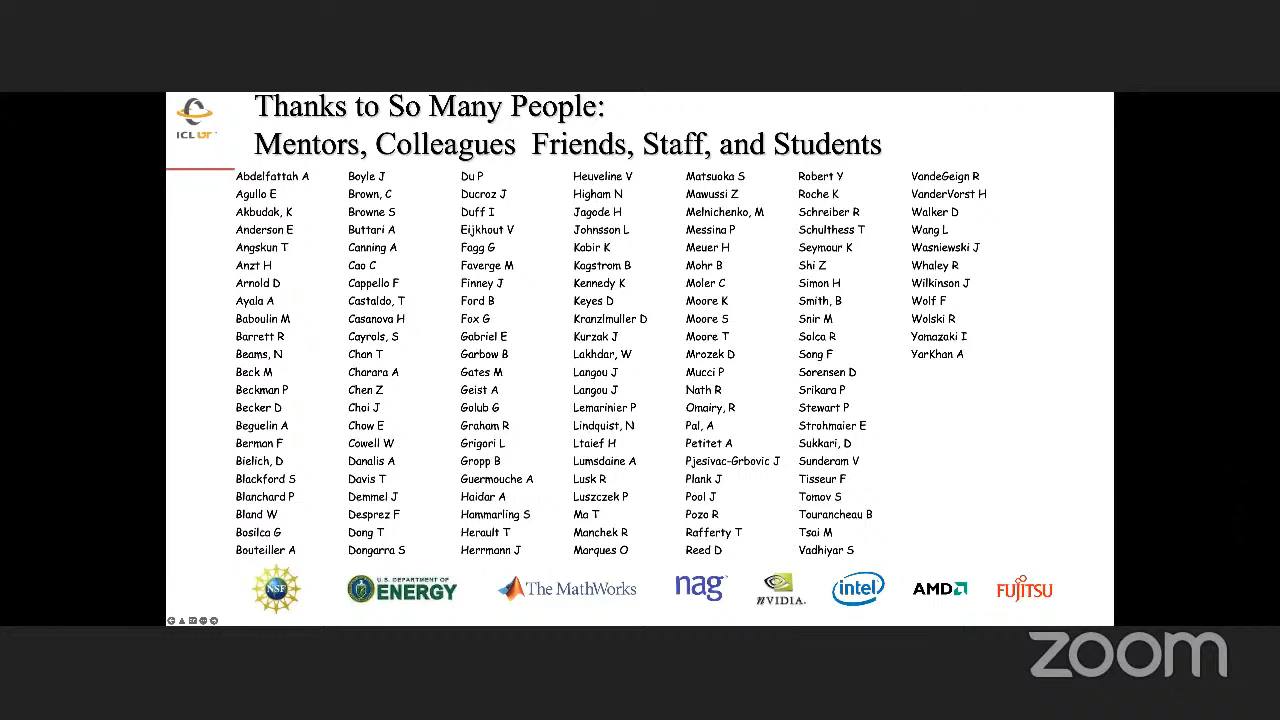 ICL UT
Thanks to So Many People:
Mentors, Colleagues Friends, Staff, and Students
Abdelfattah A
Agullo E
Akbudak, K
Anderson E
Angskun T
Anzt H
Arnold D
Ayala A
Baboulin M
Barrett R
Beams, N
Beck M
Beckman P
Becker D
Beguelin A
Berman F
Bielich, D
Blackford S
Blanchard P
Bland W
Bosilca G
Bouteiller A
Boyle J
Brown, C
Browne S
Buttari A
Canning A
Cao C
Cappello F
Castaldo, T
Casanova H
Cayrols, S
Chan T
Charara A
Chen Z
Choi J
Chow E
Cowell W
Danalis A
Davis T
Demmel J
Desprez F
Dong T
Dongarra S
Du P
Ducroz J
Duff I
Eijkhout V
Fagg G
Faverge M
Finney J
Ford B
Fox G
Gabriel E
Garbow B
Gates M
Geist A
Golub G
Graham R
Grigori L
Gropp B
Guermouche A
Haidar A
Hammarling S
Herault T
Herrmann J
Heuveline V
Higham N
Jagode H
Johnsson L
Kabir K
Kagstrom B
Kennedy K
Keyes D
Kranzlmuller D
Kurzak J
Lakhdar, W
Langou J
Langou J
Lemarinier P
Lindquist, N
Ltaief H
Lumsdaine A
Lusk R
Luszczek P
Ma T
Manchek R
Marques O
Matsuoka S
Mawussi Z
Melnichenko, M
Messina P
Meuer H
Mohr B
Moler C
Moore K
Moore S
Moore T
Mrozek D
Mucci P
Nath R
Omairy, R
Pal, A
Petitet A
Pjesivac-Grbovic J
Plank J
Pool J
Pozo R
Rafferty T
Reed D
Robert Y
Roche K
Schreiber R
Schulthess T
Seymour K
Shi Z
Simon H
Smith, B
Snir M
Solca R
Song F
Sorensen D
Srikara P
Stewart P
Strohmaier E
Sukkari, D
Sunderam V
Tisseur F
Tomov S
Tourancheau B
Tsai M
Vadhiyar S
VandeGeign R
VanderVorst H
Walker D
Wang L
Wasniewski J
Whaley R
Wilkinson J
Wolf F
Wolski R
Yamazaki I
YarKhan A
NSF
U.S. DEPARTMENT OF
ENERGY
The MathWorks
nag
NVIDIA.
intel
AMD
FUJITSU
zoom